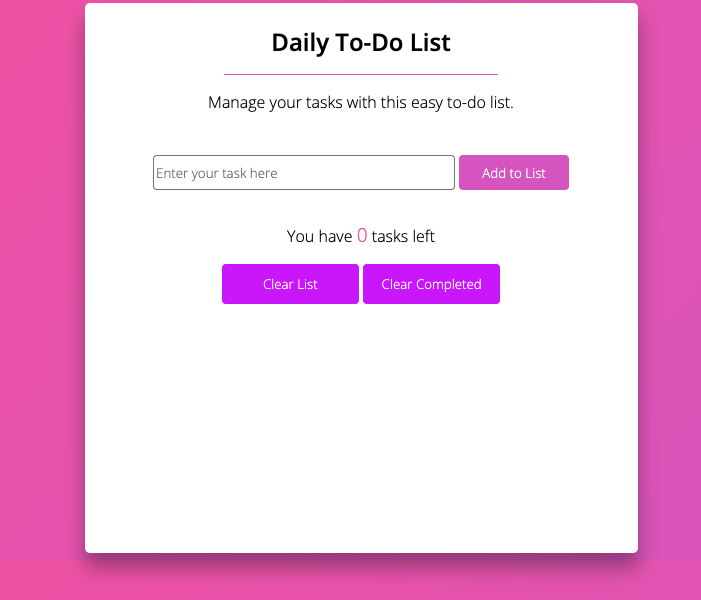 Daily To-Do List
Manage your tasks with this easy to-do list.
Enter your task here
Add to List
You have 0 tasks left
Clear List
Clear Completed